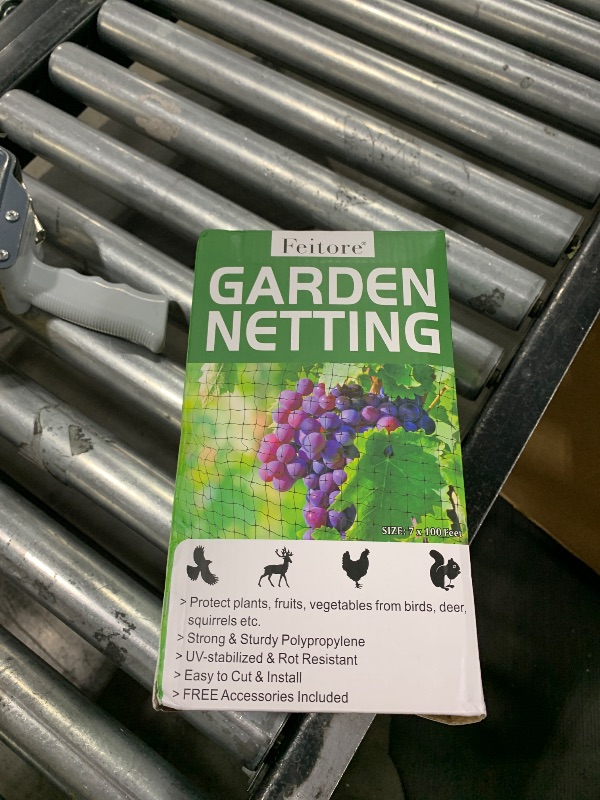 Feitore®
GARDEN
NETTING
SIZE: 7 x 100 Feet
> Protect plants, fruits, vegetables from birds, deer,
squirrels etc.
> Strong & Sturdy Polypropylene
> UV-stabilized & Rot Resistant
> Easy to Cut & Install
> FREE Accessories Included